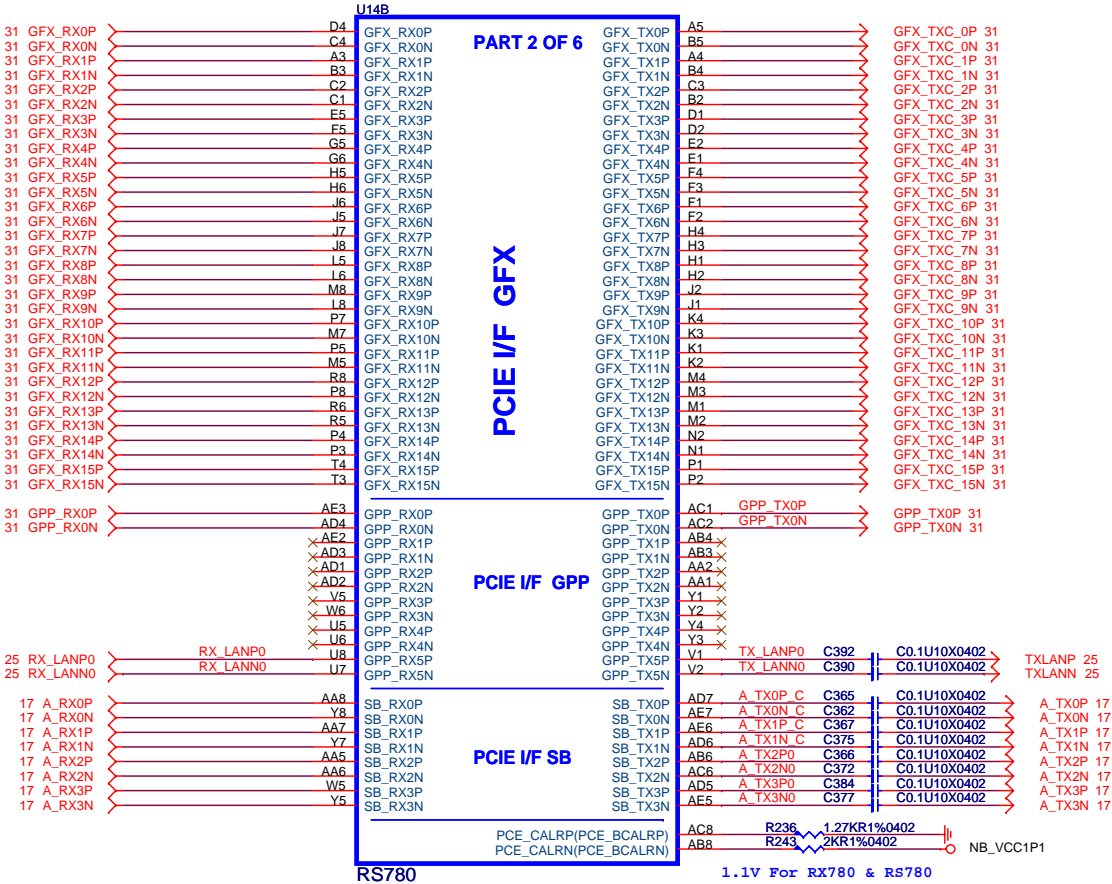 U14B
PART 2 OF 6
31 GFX_RX0P D4 GFX_RX0P GFX_TX0P A5 GFX_TXC_0P 31
31 GFX_RX0N C4 GFX_RX0N GFX_TX0N B5 GFX_TXC_0N 31
31 GFX_RX1P A3 GFX_RX1P GFX_TX1P A4 GFX_TXC_1P 31
31 GFX_RX1N B3 GFX_RX1N GFX_TX1N B4 GFX_TXC_1N 31
31 GFX_RX2P C2 GFX_RX2P GFX_TX2P C3 GFX_TXC_2P 31
31 GFX_RX2N C1 GFX_RX2N GFX_TX2N B2 GFX_TXC_2N 31
31 GFX_RX3P E5 GFX_RX3P GFX_TX3P D1 GFX_TXC_3P 31
31 GFX_RX3N F5 GFX_RX3N GFX_TX3N D2 GFX_TXC_3N 31
31 GFX_RX4P G5 GFX_RX4P GFX_TX4P E2 GFX_TXC_4P 31
31 GFX_RX4N G6 GFX_RX4N GFX_TX4N E1 GFX_TXC_4N 31
31 GFX_RX5P H5 GFX_RX5P GFX_TX5P F4 GFX_TXC_5P 31
31 GFX_RX5N H6 GFX_RX5N GFX_TX5N F3 GFX_TXC_5N 31
31 GFX_RX6P J6 GFX_RX6P GFX_TX6P F1 GFX_TXC_6P 31
31 GFX_RX6N J5 GFX_RX6N GFX_TX6N F2 GFX_TXC_6N 31
31 GFX_RX7P J7 GFX_RX7P GFX_TX7P H4 GFX_TXC_7P 31
31 GFX_RX7N J8 GFX_RX7N GFX_TX7N H3 GFX_TXC_7N 31
31 GFX_RX8P L5 GFX_RX8P GFX_TX8P H1 GFX_TXC_8P 31
31 GFX_RX8N L6 GFX_RX8N GFX_TX8N H2 GFX_TXC_8N 31
31 GFX_RX9P M8 GFX_RX9P GFX_TX9P J2 GFX_TXC_9P 31
31 GFX_RX9N L8 GFX_RX9N GFX_TX9N J1 GFX_TXC_9N 31
31 GFX_RX10P P7 GFX_RX10P GFX_TX10P K4 GFX_TXC_10P 31
31 GFX_RX10N M7 GFX_RX10N GFX_TX10N K3 GFX_TXC_10N 31
31 GFX_RX11P P5 GFX_RX11P GFX_TX11P K1 GFX_TXC_11P 31
31 GFX_RX11N M5 GFX_RX11N GFX_TX11N K2 GFX_TXC_11N 31
31 GFX_RX12P R8 GFX_RX12P GFX_TX12P M4 GFX_TXC_12P 31
31 GFX_RX12N P8 GFX_RX12N GFX_TX12N M3 GFX_TXC_12N 31
31 GFX_RX13P R6 GFX_RX13P GFX_TX13P M1 GFX_TXC_13P 31
31 GFX_RX13N R5 GFX_RX13N GFX_TX13N M2 GFX_TXC_13N 31
31 GFX_RX14P P4 GFX_RX14P GFX_TX14P N2 GFX_TXC_14P 31
31 GFX_RX14N P3 GFX_RX14N GFX_TX14N N1 GFX_TXC_14N 31
31 GFX_RX15P T4 GFX_RX15P GFX_TX15P P1 GFX_TXC_15P 31
31 GFX_RX15N T3 GFX_RX15N GFX_TX15N P2 GFX_TXC_15N 31
PCIE I/F GFX
31 GPP_RX0P AE3 GPP_RX0P GPP_TX0P AC1 GPP_TX0P GPP_TX0P 31
31 GPP_RX0N AD4 GPP_RX0N GPP_TX0N AC2 GPP_TX0N GPP_TX0N 31
AE2 GPP_RX1P GPP_TX1P AB4
AD3 GPP_RX1N GPP_TX1N AB3
AD1 GPP_RX2P GPP_TX2P AA2
AD2 GPP_RX2N GPP_TX2N AA1
PCIE I/F GPP
V5 GPP_RX3P GPP_TX3P Y1
W6 GPP_RX3N GPP_TX3N Y2
U5 GPP_RX4P GPP_TX4P Y4
U6 GPP_RX4N GPP_TX4N Y3
25 RX_LANP0 RX_LANP0 U8 GPP_RX5P GPP_TX5P V1 TX_LANP0 C392 C0.1U10X0402 TXLANP 25
25 RX_LANN0 RX_LANN0 U7 GPP_RX5N GPP_TX5N V2 TX_LANN0 C390 C0.1U10X0402 TXLANN 25
17 A_RX0P AA8 SB_RX0P SB_TX0P AD7 A_TX0P_C C365 C0.1U10X0402 A_TX0P 17
17 A_RX0N Y8 SB_RX0N SB_TX0N AE7 A_TX0N_C C362 C0.1U10X0402 A_TX0N 17
17 A_RX1P AA7 SB_RX1P SB_TX1P AE6 A_TX1P_C C367 C0.1U10X0402 A_TX1P 17
17 A_RX1N Y7 SB_RX1N SB_TX1N AD6 A_TX1N_C C375 C0.1U10X0402 A_TX1N 17
PCIE I/F SB
17 A_RX2P AA5 SB_RX2P SB_TX2P AB6 A_TX2P0 C366 C0.1U10X0402 A_TX2P 17
17 A_RX2N AA6 SB_RX2N SB_TX2N AC6 A_TX2N0 C372 C0.1U10X0402 A_TX2N 17
17 A_RX3P W5 SB_RX3P SB_TX3P AD5 A_TX3P0 C384 C0.1U10X0402 A_TX3P 17
17 A_RX3N Y5 SB_RX3N SB_TX3N AE5 A_TX3N0 C377 C0.1U10X0402 A_TX3N 17
PCE_CALRP(PCE_BCALRP) AC8 R236 1.27KR1%0402
PCE_CALRN(PCE_BCALRN) AB8 R243 2KR1%0402 NB_VCC1P1
RS780
1.1V For RX780 & RS780